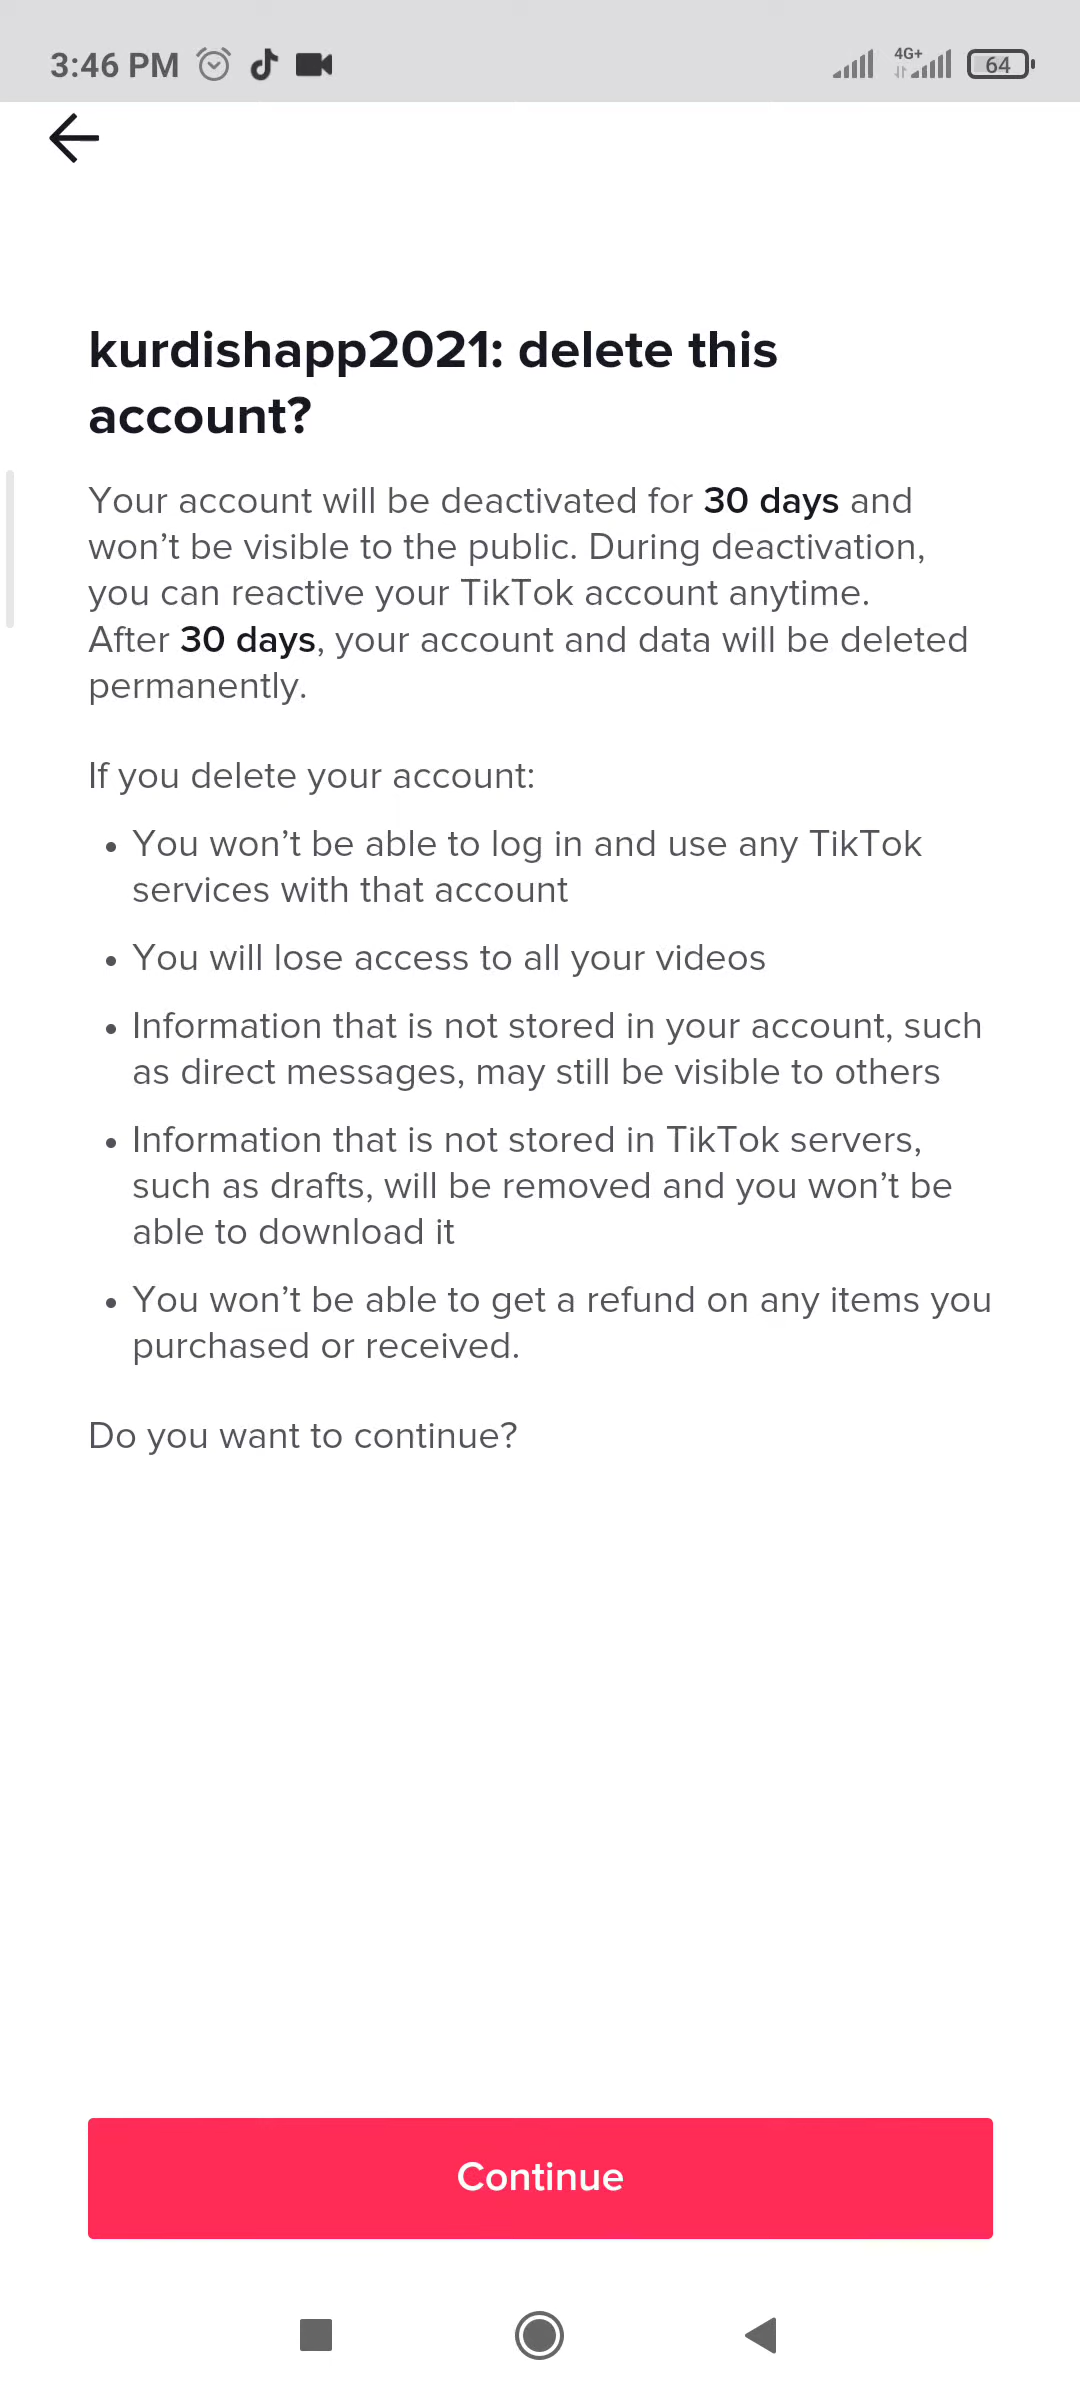 3:46 PM
4G+
64
kurdishapp2021: delete this
account?
Your account will be deactivated for 30 days and
won’t be visible to the public. During deactivation,
you can reactive your TikTok account anytime.
After 30 days, your account and data will be deleted
permanently.
If you delete your account:
• You won’t be able to log in and use any TikTok
services with that account
• You will lose access to all your videos
• Information that is not stored in your account, such
as direct messages, may still be visible to others
• Information that is not stored in TikTok servers,
such as drafts, will be removed and you won’t be
able to download it
• You won’t be able to get a refund on any items you
purchased or received.
Do you want to continue?
Continue